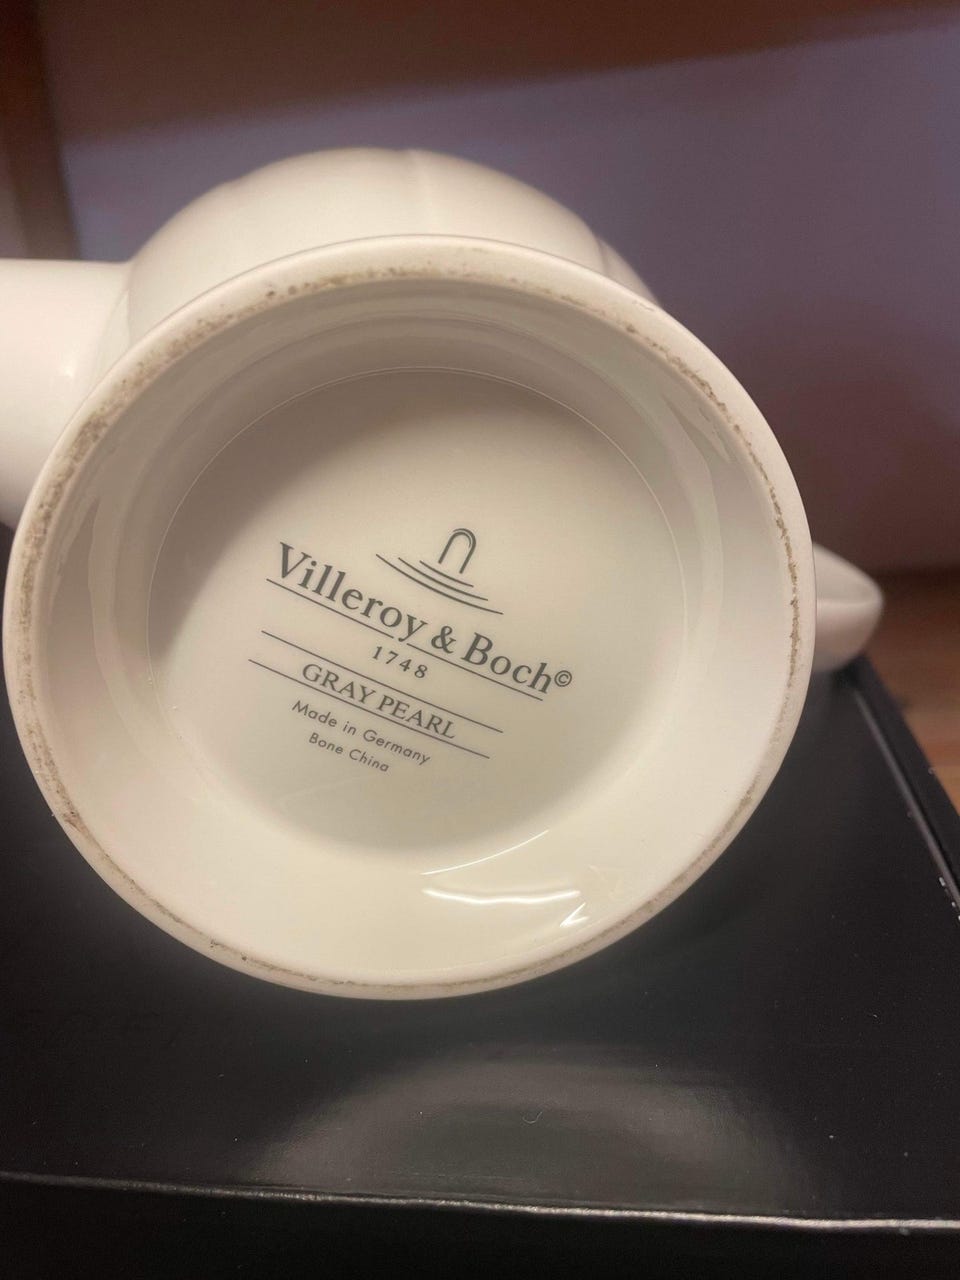 Villeroy & Boch©
1748
GRAY PEARL
Made in Germany
Bone China